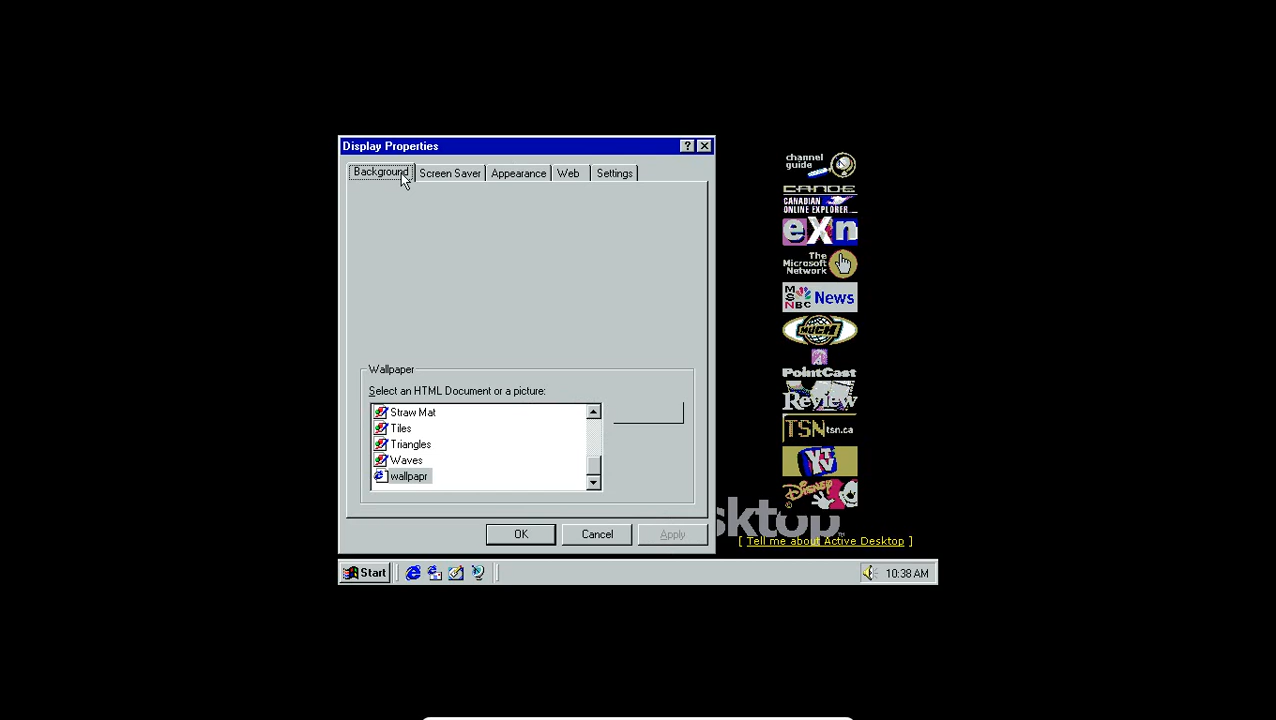 Display Properties
?
Background
Screen Saver
Appearance
Web
Settings
Wallpaper
Select an HTML Document or a picture:
Straw Mat
Tiles
Triangles
Waves
wallpapr
OK
Cancel
Apply
channel
guide
CANOE
CANADIAN
ONLINE EXPLORER
eXn
The
Microsoft
Network
MSNBC News
MUCH
PointCast
Review
TSN tsn.ca
YTV
DISNEY
©
sktop
[ Tell me about Active Desktop ]
Start
10:38 AM